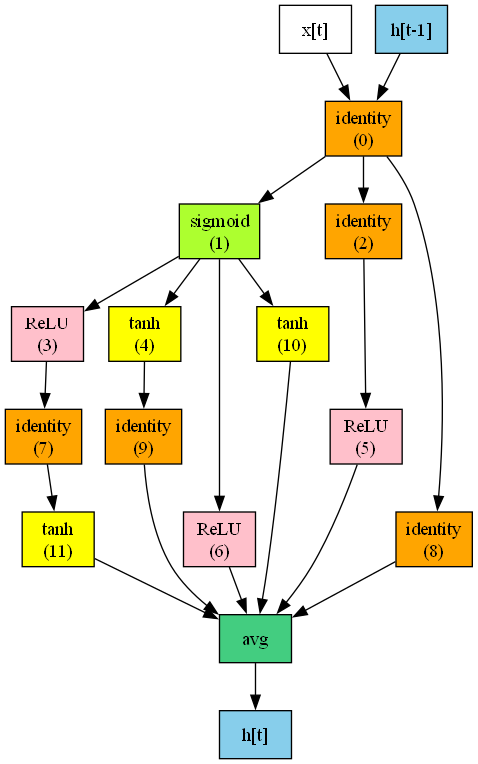 x[t]
h[t-1]
identity
(0)
sigmoid
(1)
identity
(2)
ReLU
(3)
tanh
(4)
tanh
(10)
identity
(7)
identity
(9)
ReLU
(5)
tanh
(11)
ReLU
(6)
identity
(8)
avg
h[t]